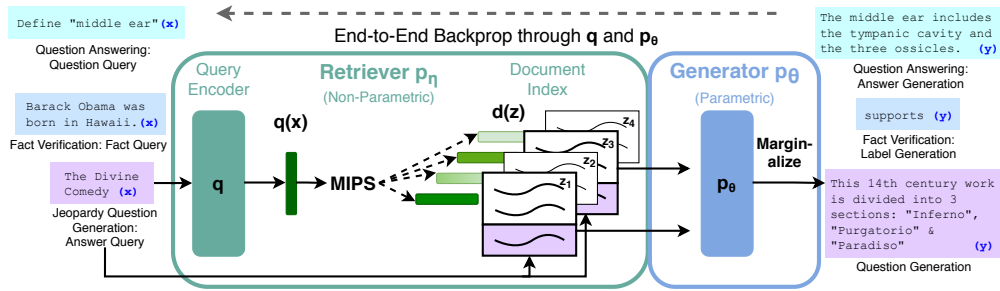 End-to-End Backprop through q and pθ
Define "middle ear" (x)
Question Answering:
Question Query
Barack Obama was
born in Hawaii. (x)
Fact Verification: Fact Query
The Divine
Comedy (x)
Jeopardy Question
Generation:
Answer Query
Query
Encoder
q
q(x)
Retriever pη
(Non-Parametric)
MIPS
d(z)
Document
Index
z4
z3
z2
z1
Generator pθ
(Parametric)
pθ
Margin-
alize
The middle ear includes
the tympanic cavity and
the three ossicles. (y)
Question Answering:
Answer Generation
supports (y)
Fact Verification:
Label Generation
This 14th century work
is divided into 3
sections: "Inferno",
"Purgatorio" &
"Paradiso" (y)
Question Generation